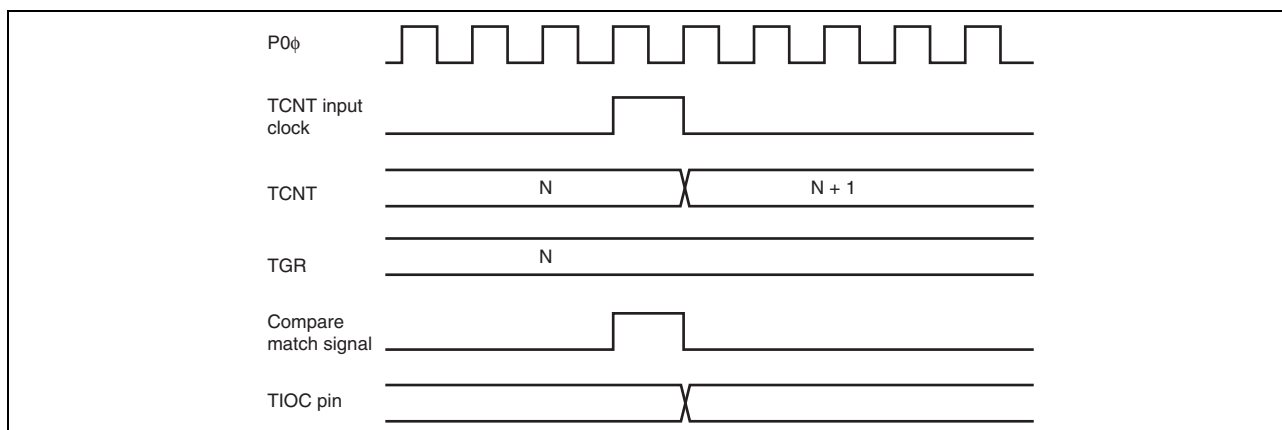 P0ϕ
TCNT input
clock
TCNT
N
N + 1
TGR
N
Compare
match signal
TIOC pin